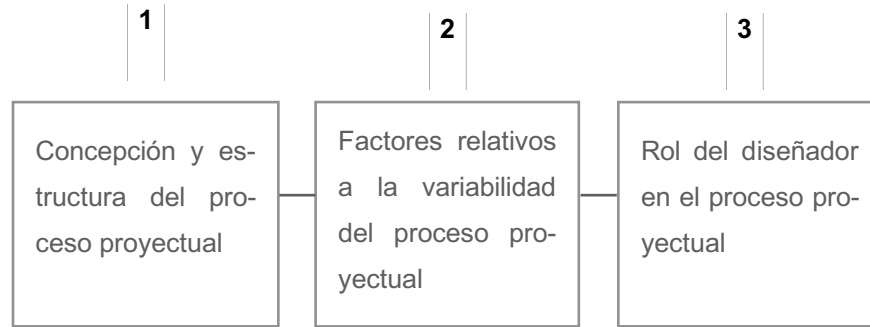 1
2
3
Concepción y es-
tructura del pro-
ceso proyectual
Factores relativos
a la variabilidad
del proceso pro-
yectual
Rol del diseñador
en el proceso pro-
yectual